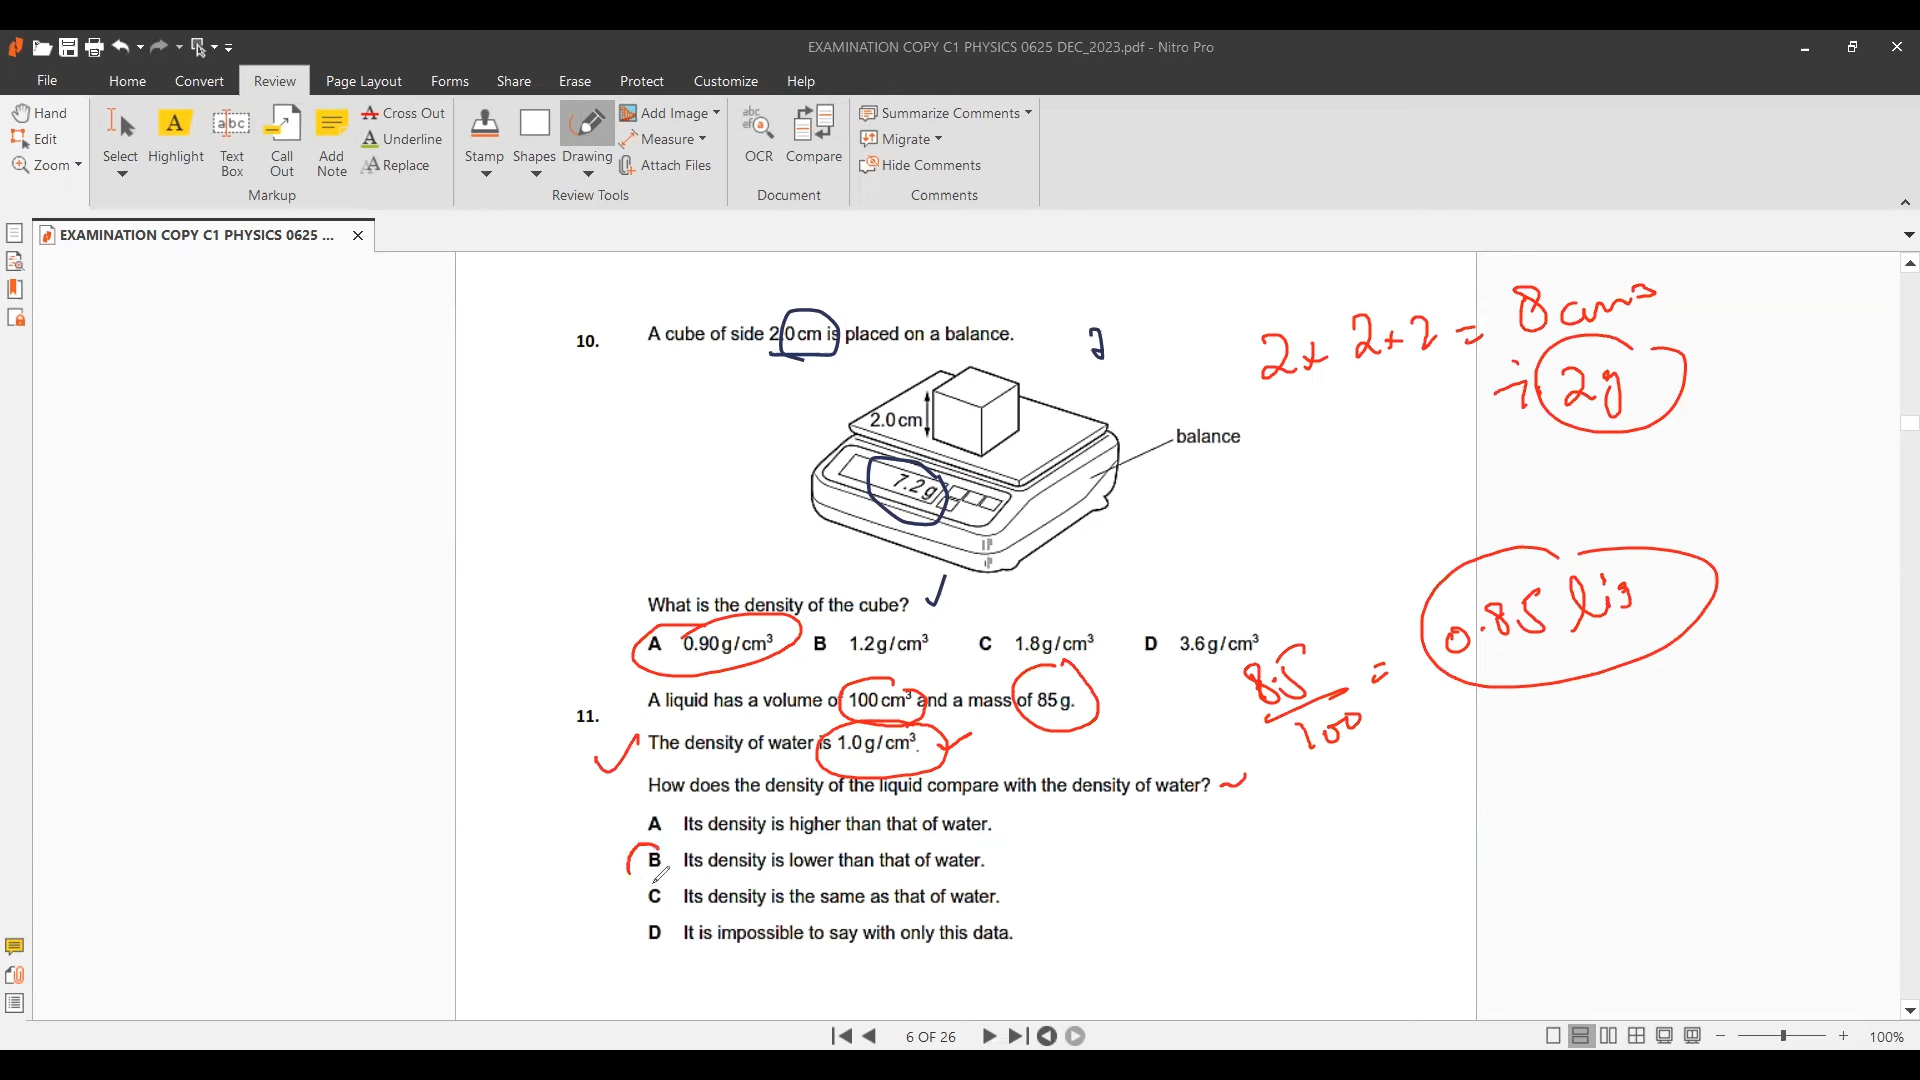 EXAMINATION COPY C1 PHYSICS 0625 DEC_2023.pdf - Nitro Pro
File Home Convert Review Page Layout Forms Share Erase Protect Customize Help
Hand
Edit
Zoom
Select
Highlight
Text Box
Call Out
Add Note
Cross Out
Underline
Replace
Markup
Stamp
Shapes
Drawing
Add Image
Measure
Attach Files
Review Tools
OCR
Compare
Document
Summarize Comments
Migrate
Hide Comments
Comments
EXAMINATION COPY C1 PHYSICS 0625 ...
10. A cube of side 2.0 cm is placed on a balance.
2
2 × 2 × 2 = 8 cm³
2g
2.0 cm
balance
7.2 g
What is the density of the cube?
A 0.90 g/cm³ B 1.2 g/cm³ C 1.8 g/cm³ D 3.6 g/cm³
11. A liquid has a volume of 100 cm³ and a mass of 85 g.
85
100
=
0.85
The density of water is 1.0 g/cm³.
How does the density of the liquid compare with the density of water?
A Its density is higher than that of water.
B Its density is lower than that of water.
C Its density is the same as that of water.
D It is impossible to say with only this data.
6 OF 26
100%